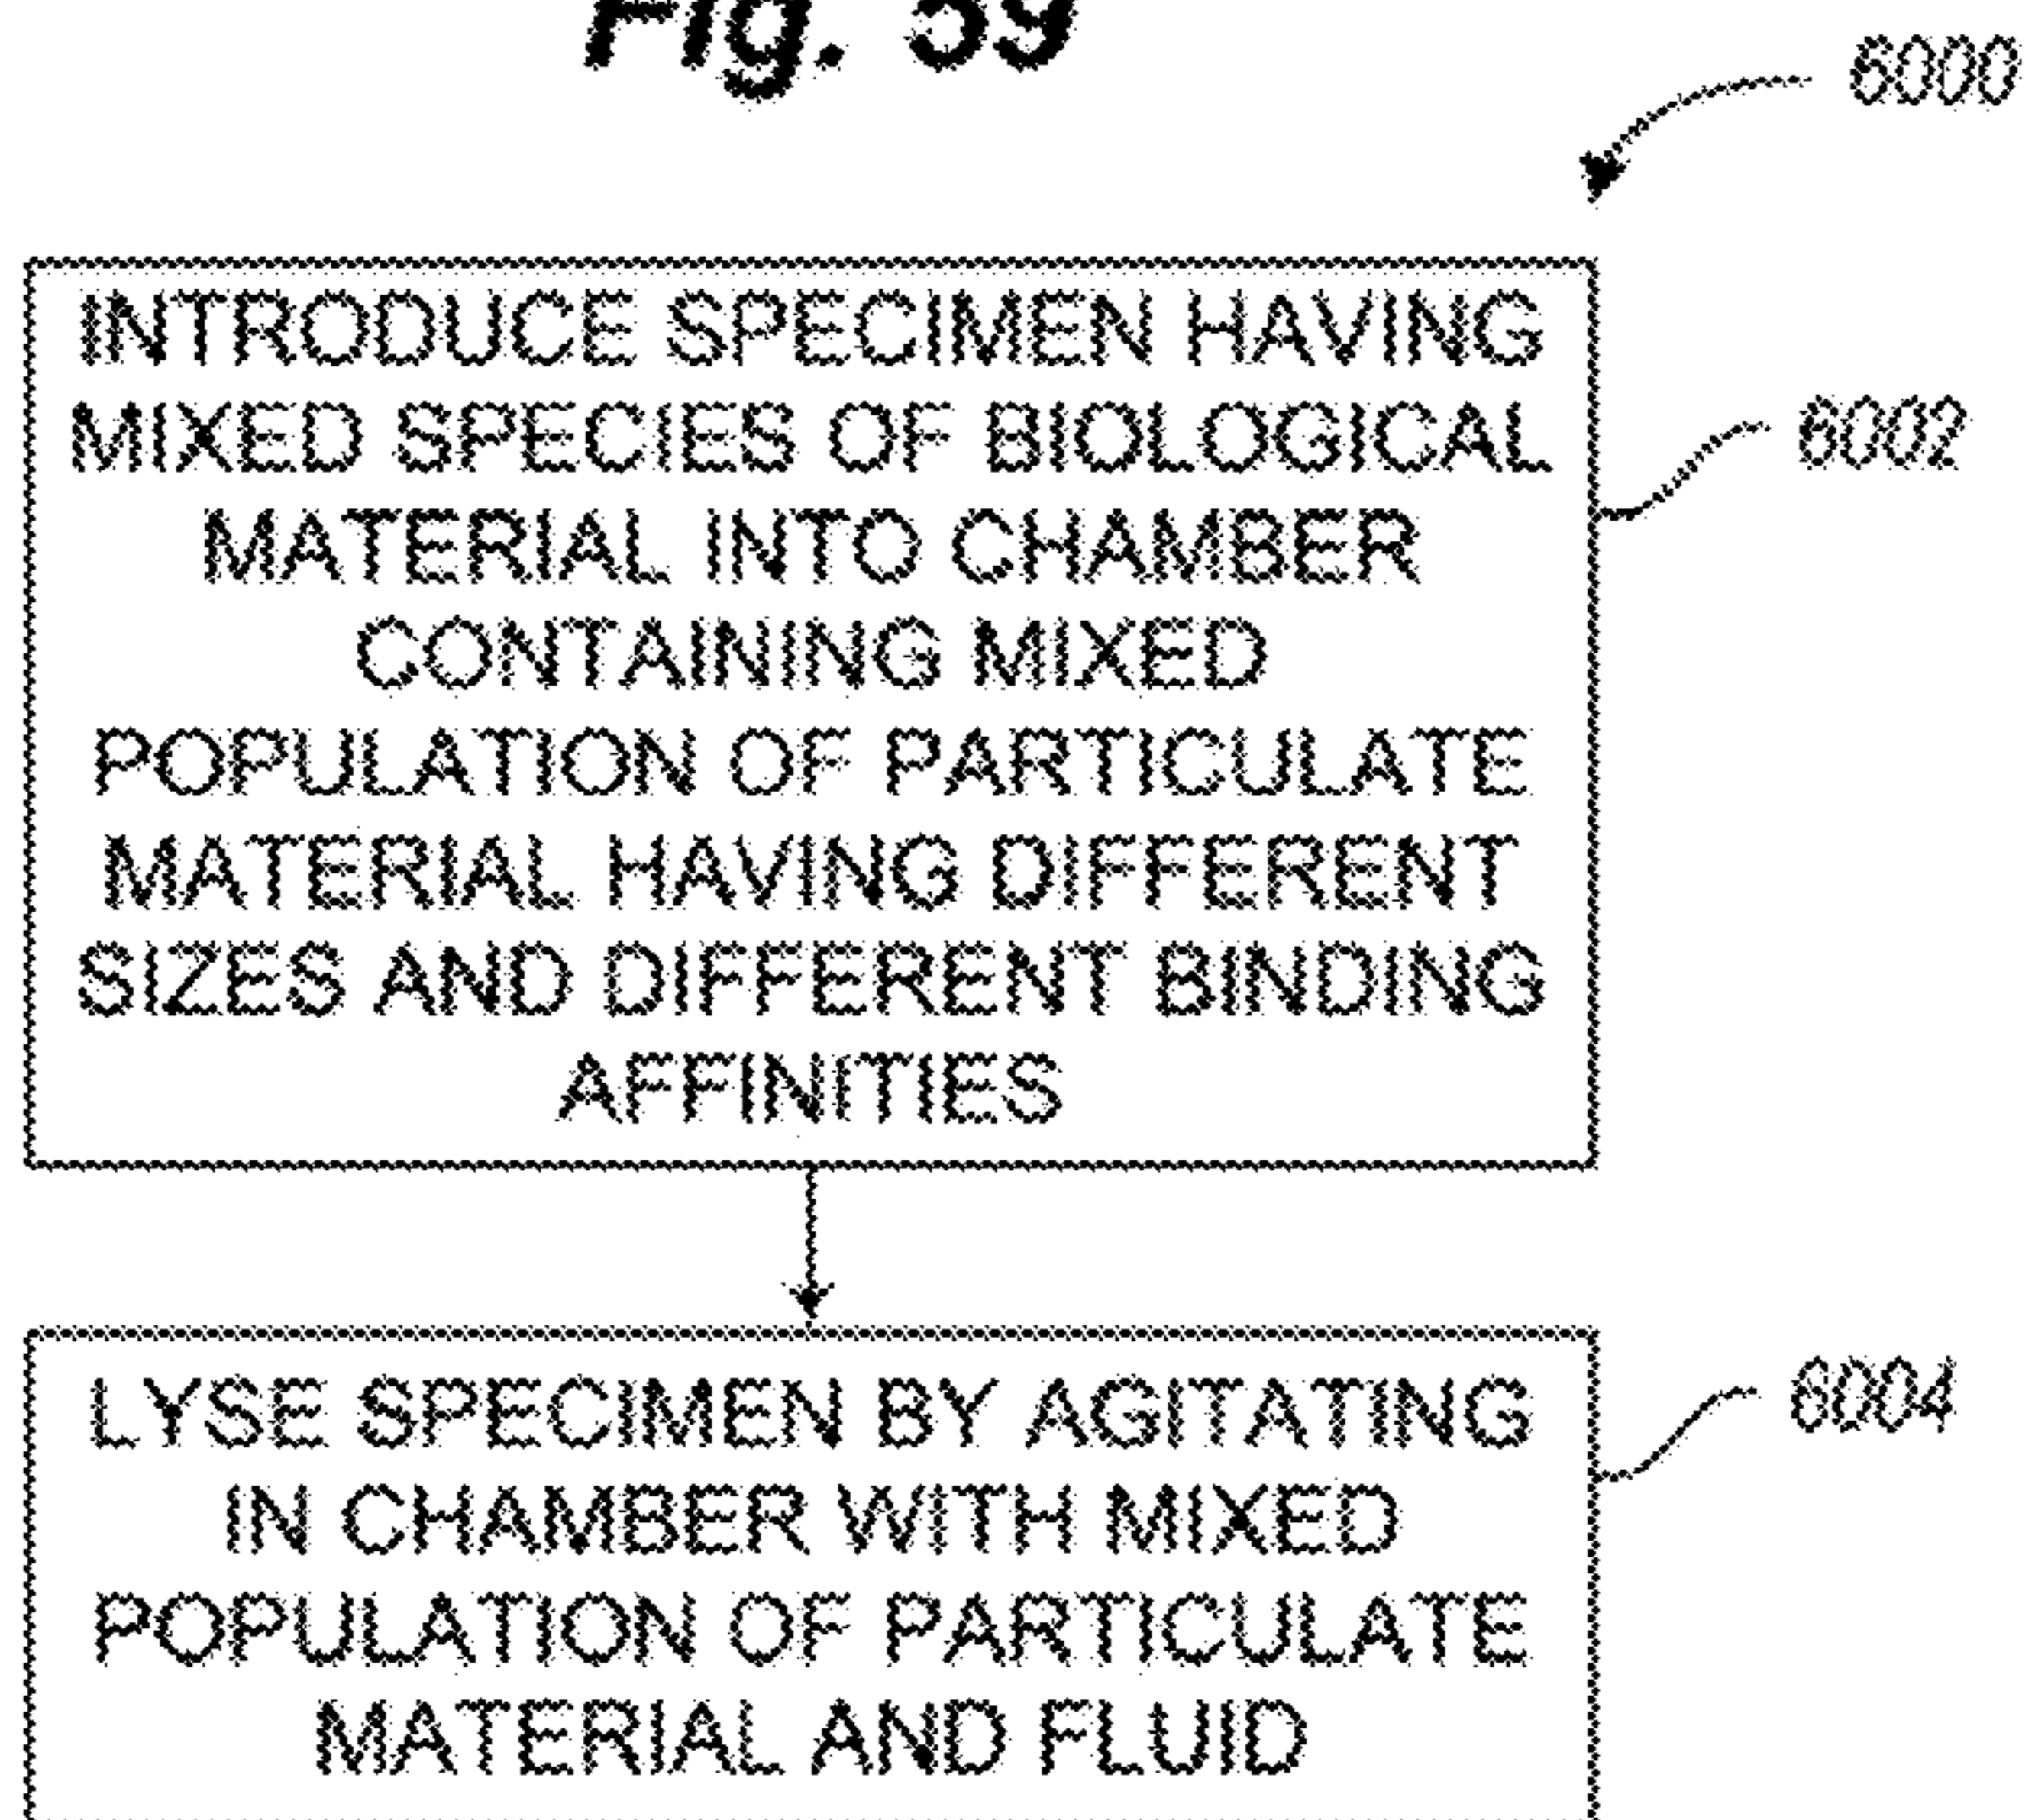 Fig. 59
6000
INTRODUCE SPECIMEN HAVING
MIXED SPECIES OF BIOLOGICAL
MATERIAL INTO CHAMBER
CONTAINING MIXED
POPULATION OF PARTICULATE
MATERIAL HAVING DIFFERENT
SIZES AND DIFFERENT BINDING
AFFINITIES
6002
LYSE SPECIMEN BY AGITATING
IN CHAMBER WITH MIXED
POPULATION OF PARTICULATE
MATERIAL AND FLUID
6004